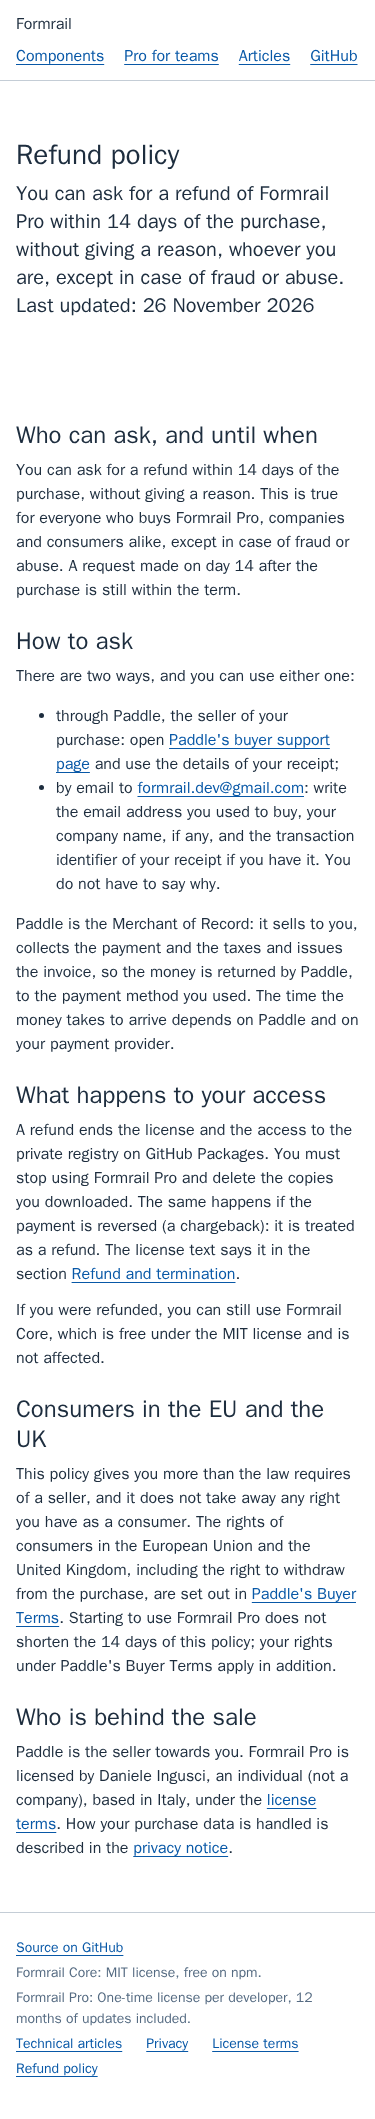 Formrail
Components Pro for teams Articles GitHub
Refund policy
You can ask for a refund of Formrail
Pro within 14 days of the purchase,
without giving a reason, whoever you
are, except in case of fraud or abuse.
Last updated: 26 November 2026
Who can ask, and until when
You can ask for a refund within 14 days of the
purchase, without giving a reason. This is true
for everyone who buys Formrail Pro, companies
and consumers alike, except in case of fraud or
abuse. A request made on day 14 after the
purchase is still within the term.
How to ask
There are two ways, and you can use either one:
• through Paddle, the seller of your
purchase: open Paddle's buyer support
page and use the details of your receipt;
• by email to formrail.dev@gmail.com: write
the email address you used to buy, your
company name, if any, and the transaction
identifier of your receipt if you have it. You
do not have to say why.
Paddle is the Merchant of Record: it sells to you,
collects the payment and the taxes and issues
the invoice, so the money is returned by Paddle,
to the payment method you used. The time the
money takes to arrive depends on Paddle and on
your payment provider.
What happens to your access
A refund ends the license and the access to the
private registry on GitHub Packages. You must
stop using Formrail Pro and delete the copies
you downloaded. The same happens if the
payment is reversed (a chargeback): it is treated
as a refund. The license text says it in the
section Refund and termination.
If you were refunded, you can still use Formrail
Core, which is free under the MIT license and is
not affected.
Consumers in the EU and the
UK
This policy gives you more than the law requires
of a seller, and it does not take away any right
you have as a consumer. The rights of
consumers in the European Union and the
United Kingdom, including the right to withdraw
from the purchase, are set out in Paddle's Buyer
Terms. Starting to use Formrail Pro does not
shorten the 14 days of this policy; your rights
under Paddle's Buyer Terms apply in addition.
Who is behind the sale
Paddle is the seller towards you. Formrail Pro is
licensed by Daniele Ingusci, an individual (not a
company), based in Italy, under the license
terms. How your purchase data is handled is
described in the privacy notice.
Source on GitHub
Formrail Core: MIT license, free on npm.
Formrail Pro: One-time license per developer, 12
months of updates included.
Technical articles Privacy License terms
Refund policy